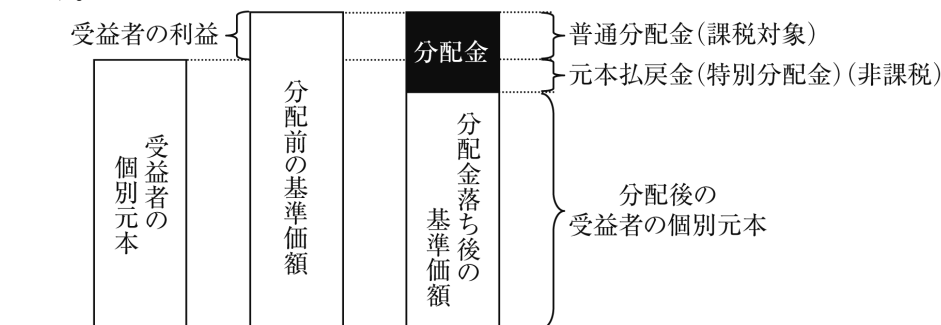 受益者の利益
分配金
普通分配金(課税対象)
元本払戻金(特別分配金)(非課税)
受益者の
個別元本
分配前の基準価額
分配金落ち後の
基準価額
分配後の
受益者の個別元本